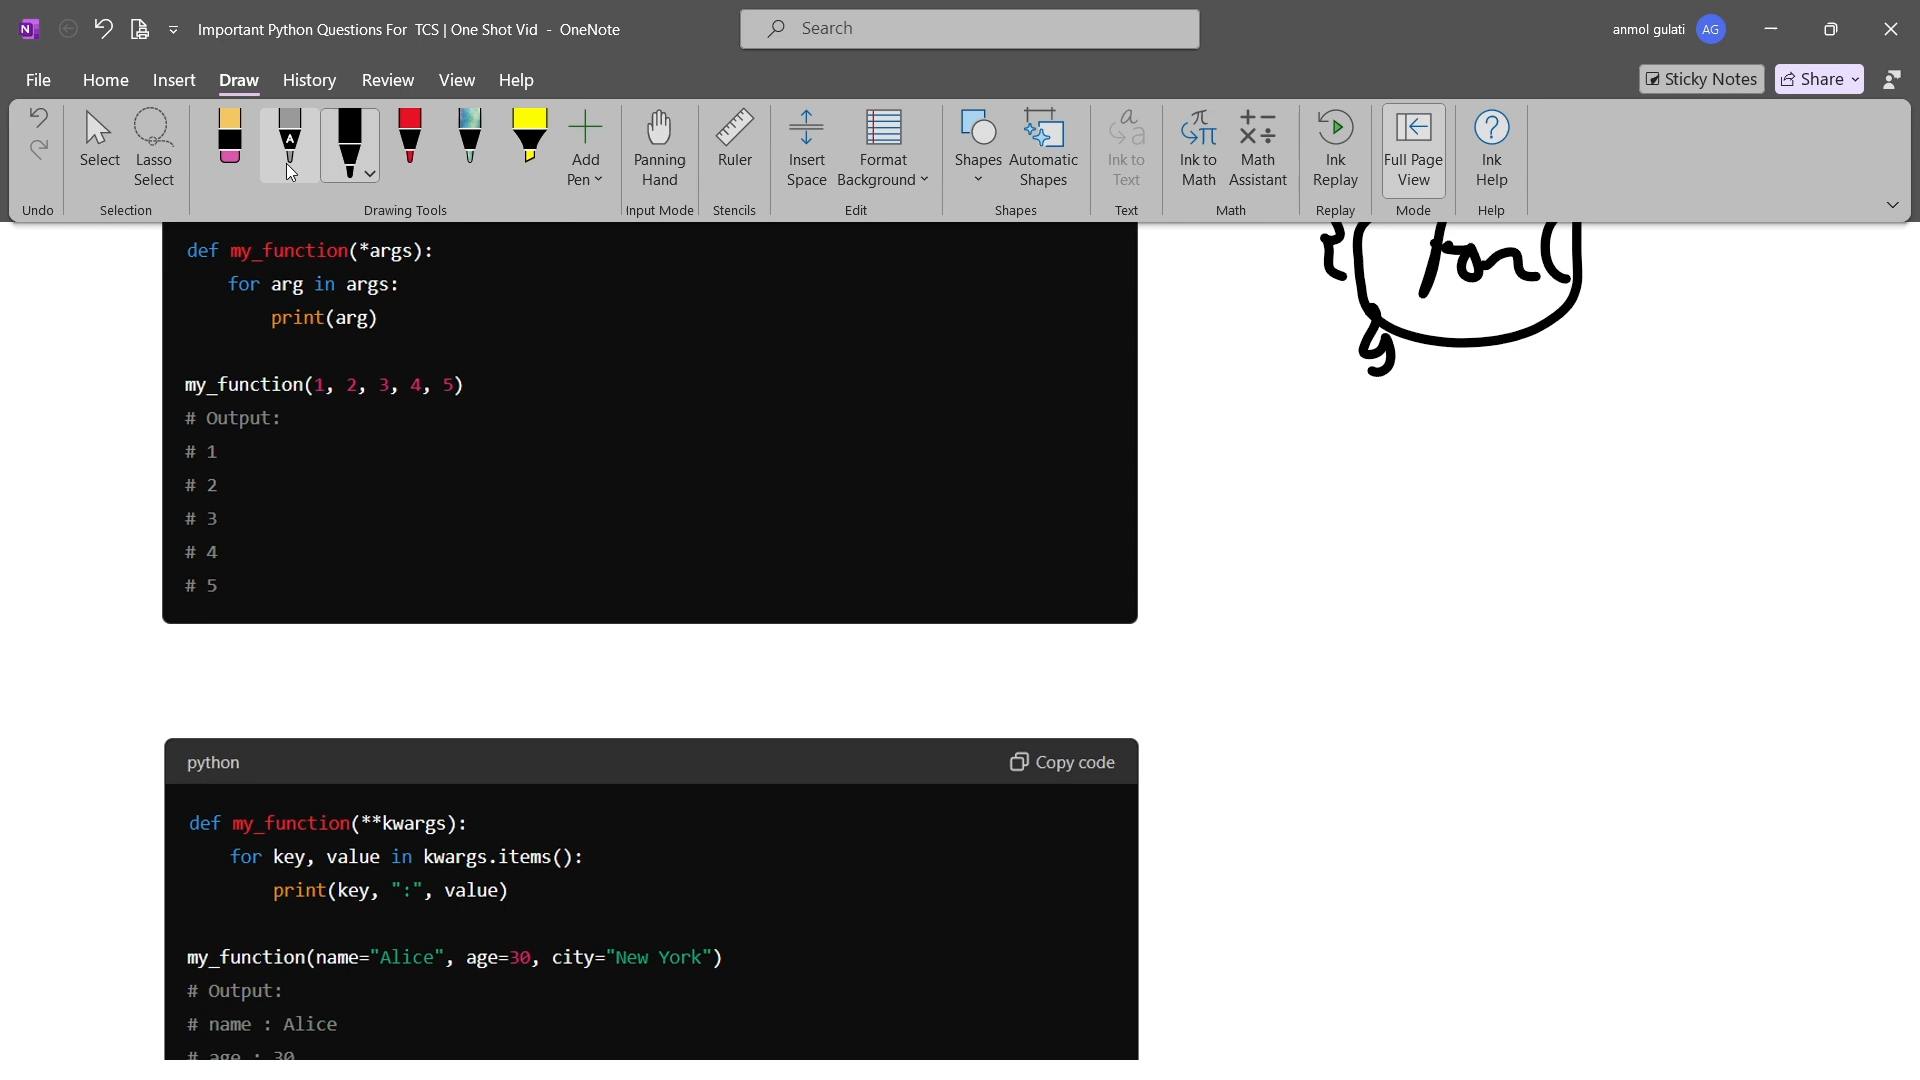 Important Python Questions For TCS | One Shot Vid - OneNote
Search
anmol gulati AG
File Home Insert Draw History Review View Help
Sticky Notes Share
Select
Lasso Select
A
Add Pen
Panning Hand
Ruler
Insert Space
Format Background
Shapes
Automatic Shapes
Ink to Text
Ink to Math
Math Assistant
Ink Replay
Full Page View
Ink Help
Undo Selection Drawing Tools Input Mode Stencils Edit Shapes Text Math Replay Mode Help
def my_function(*args):
for arg in args:
print(arg)
my_function(1, 2, 3, 4, 5)
# Output:
# 1
# 2
# 3
# 4
# 5
python Copy code
def my_function(**kwargs):
for key, value in kwargs.items():
print(key, ":", value)
my_function(name="Alice", age=30, city="New York")
# Output:
# name : Alice
# age : 30